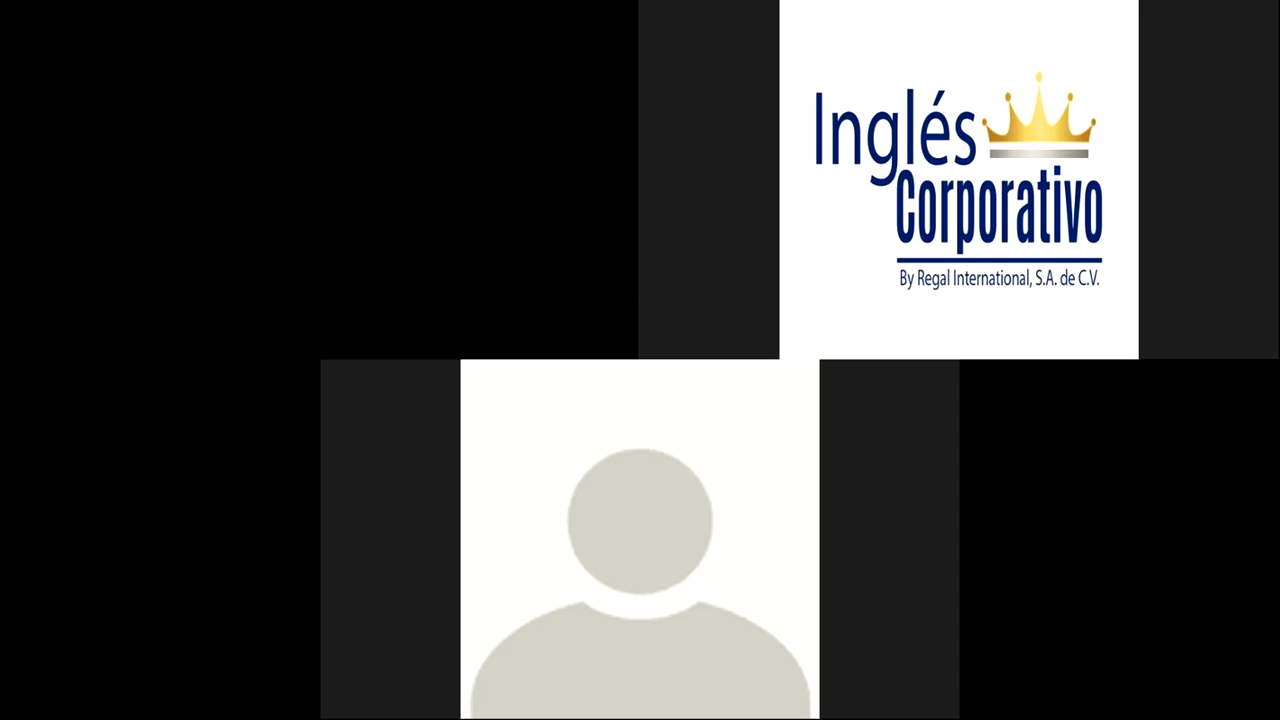 Inglés
Corporativo
By Regal International, S.A. de C.V.